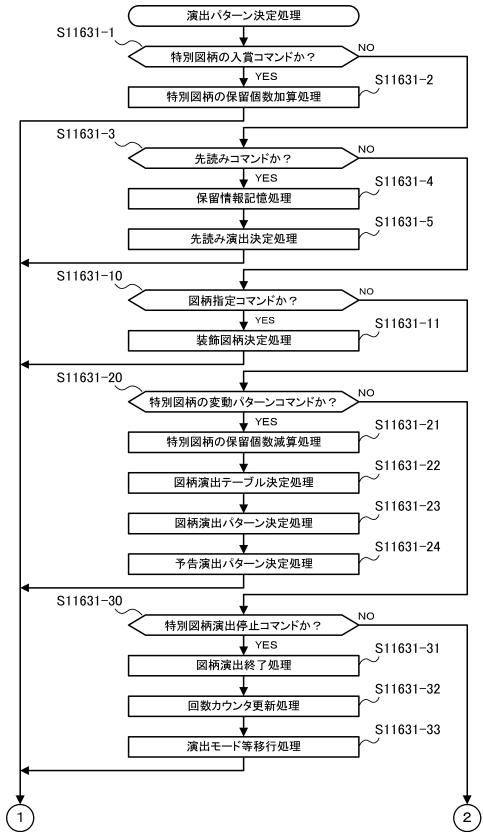 演出パターン決定処理
S11631-1
特別図柄の入賞コマンドか？
NO
YES
S11631-2
特別図柄の保留個数加算処理
S11631-3
先読みコマンドか？
NO
YES
S11631-4
保留情報記憶処理
S11631-5
先読み演出決定処理
S11631-10
図柄指定コマンドか？
NO
YES
S11631-11
装飾図柄決定処理
S11631-20
特別図柄の変動パターンコマンドか？
NO
YES
S11631-21
特別図柄の保留個数減算処理
S11631-22
図柄演出テーブル決定処理
S11631-23
図柄演出パターン決定処理
S11631-24
予告演出パターン決定処理
S11631-30
特別図柄演出停止コマンドか？
NO
YES
S11631-31
図柄演出終了処理
S11631-32
回数カウンタ更新処理
S11631-33
演出モード等移行処理
1
2